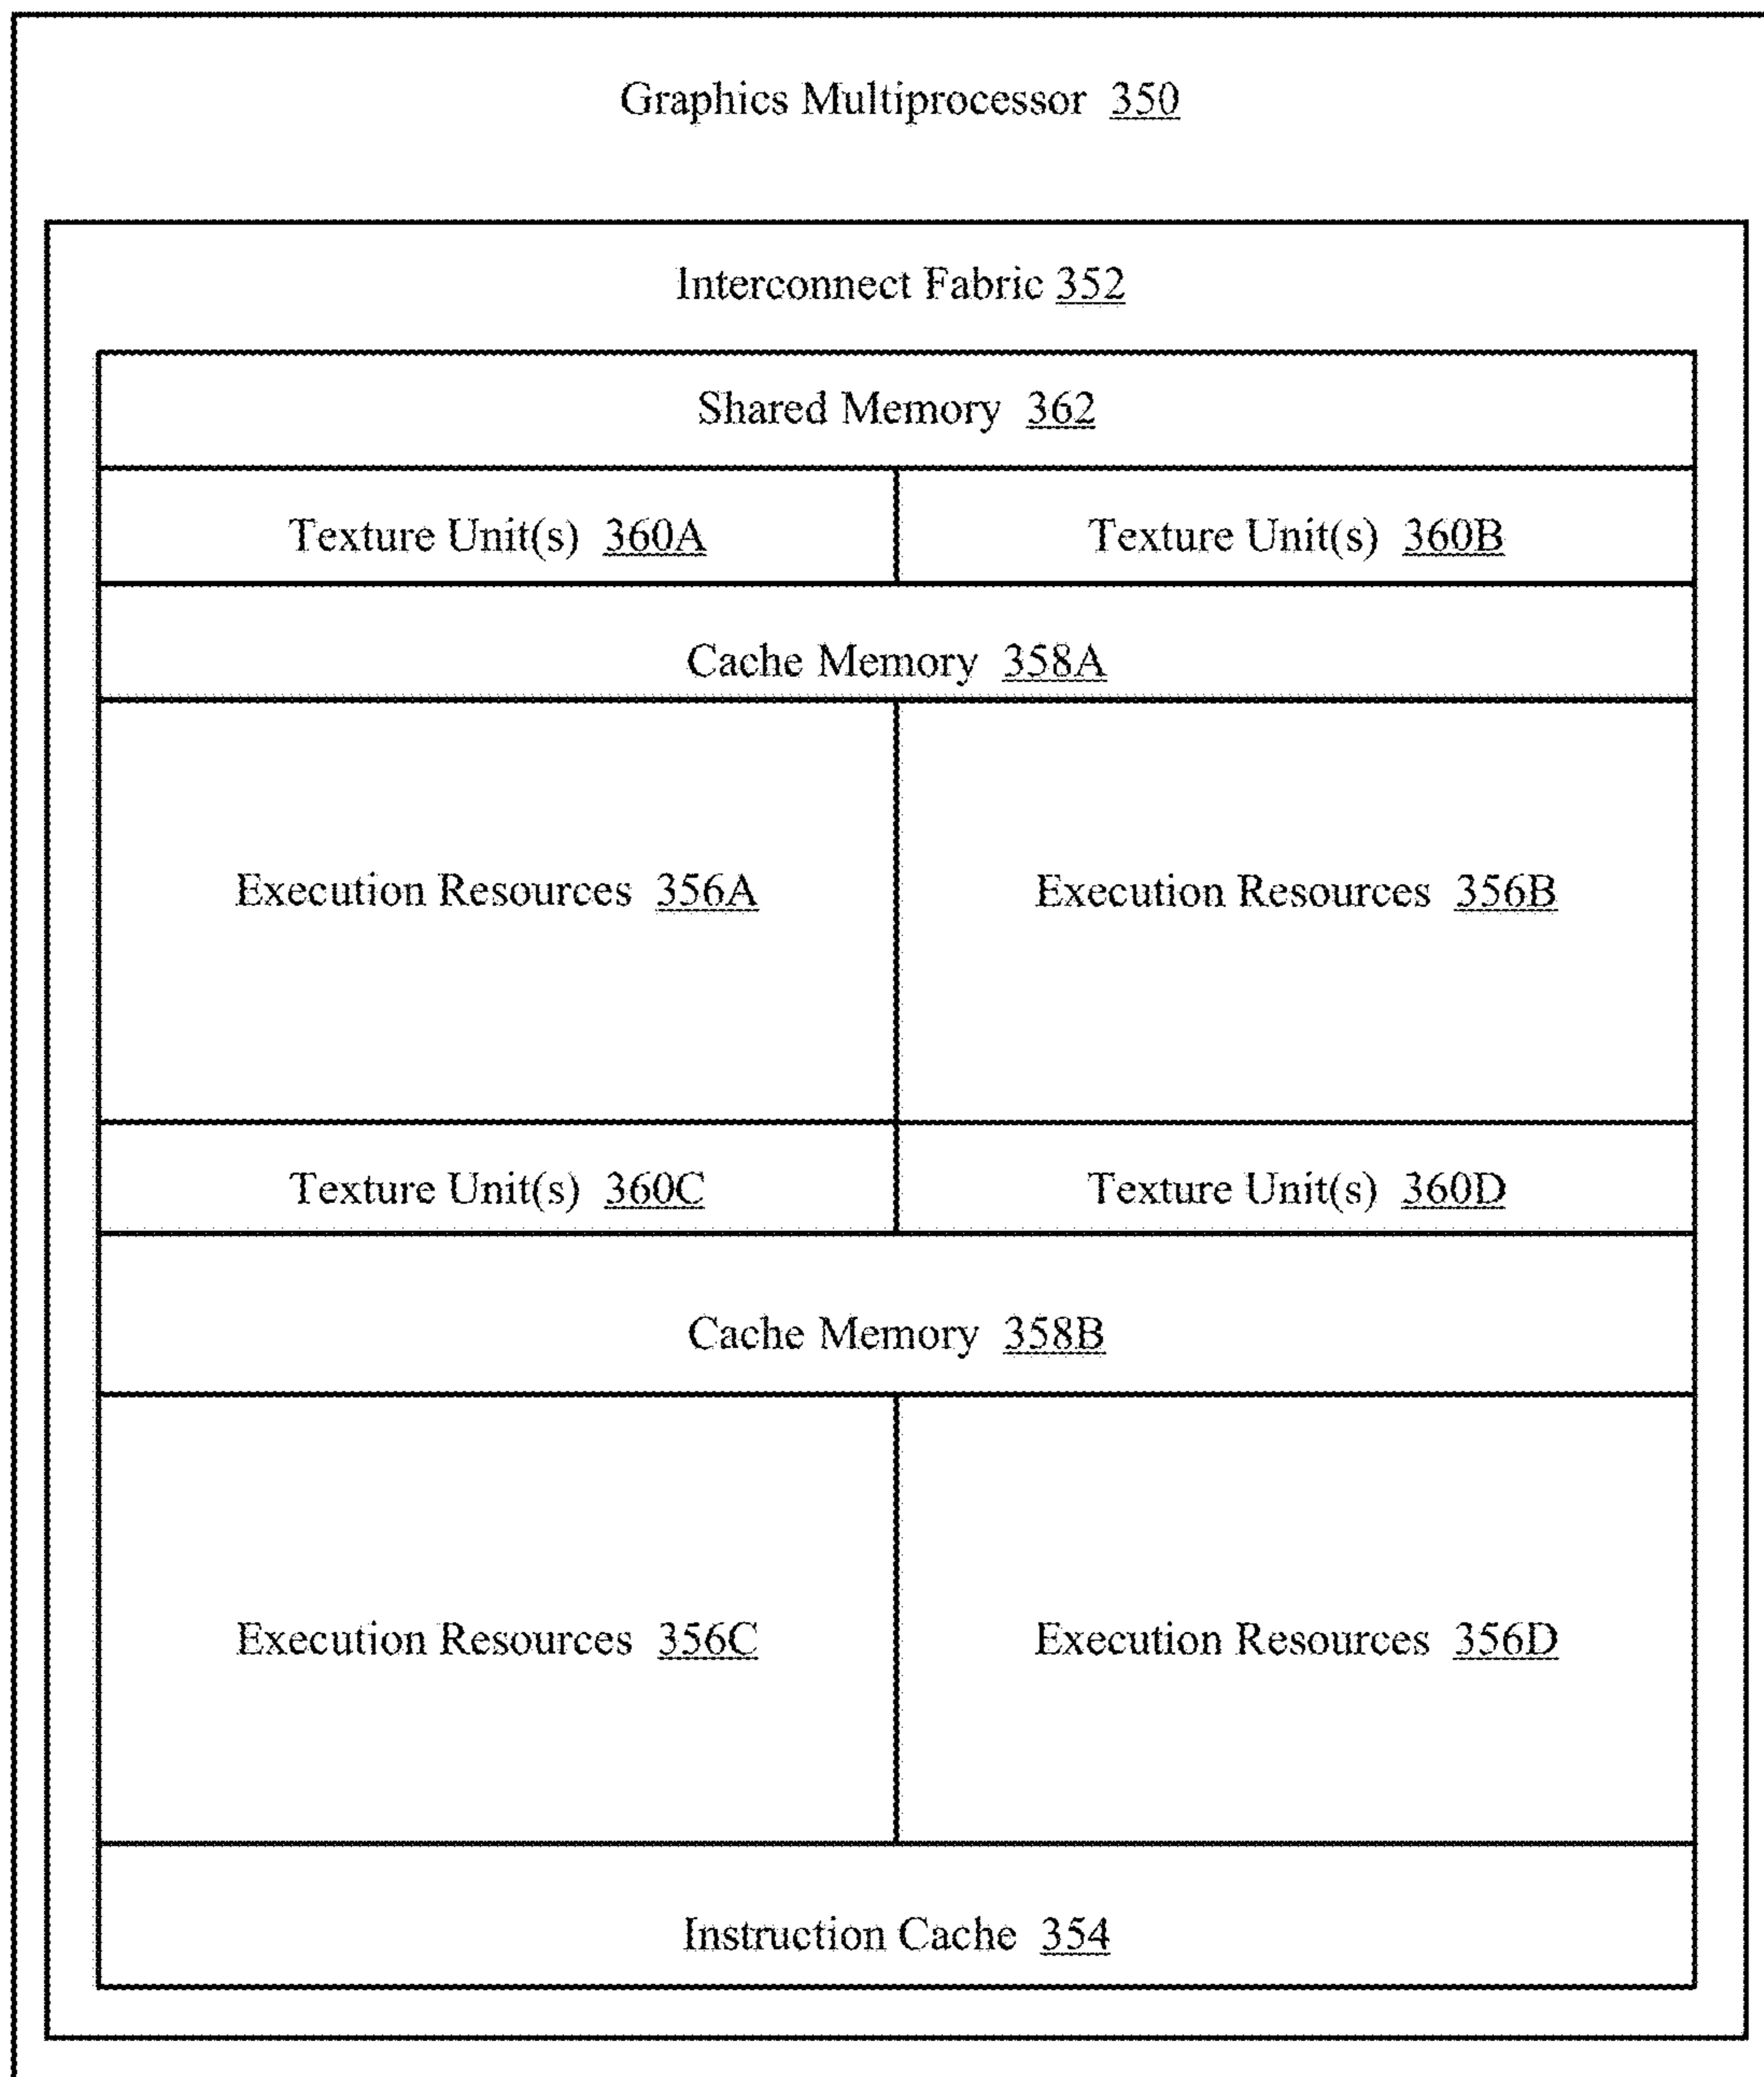 Graphics Multiprocessor 350
Interconnect Fabric 352
Shared Memory 362
Texture Unit(s) 360A
Texture Unit(s) 360B
Cache Memory 358A
Execution Resources 356A
Execution Resources 356B
Texture Unit(s) 360C
Texture Unit(s) 360D
Cache Memory 358B
Execution Resources 356C
Execution Resources 356D
Instruction Cache 354